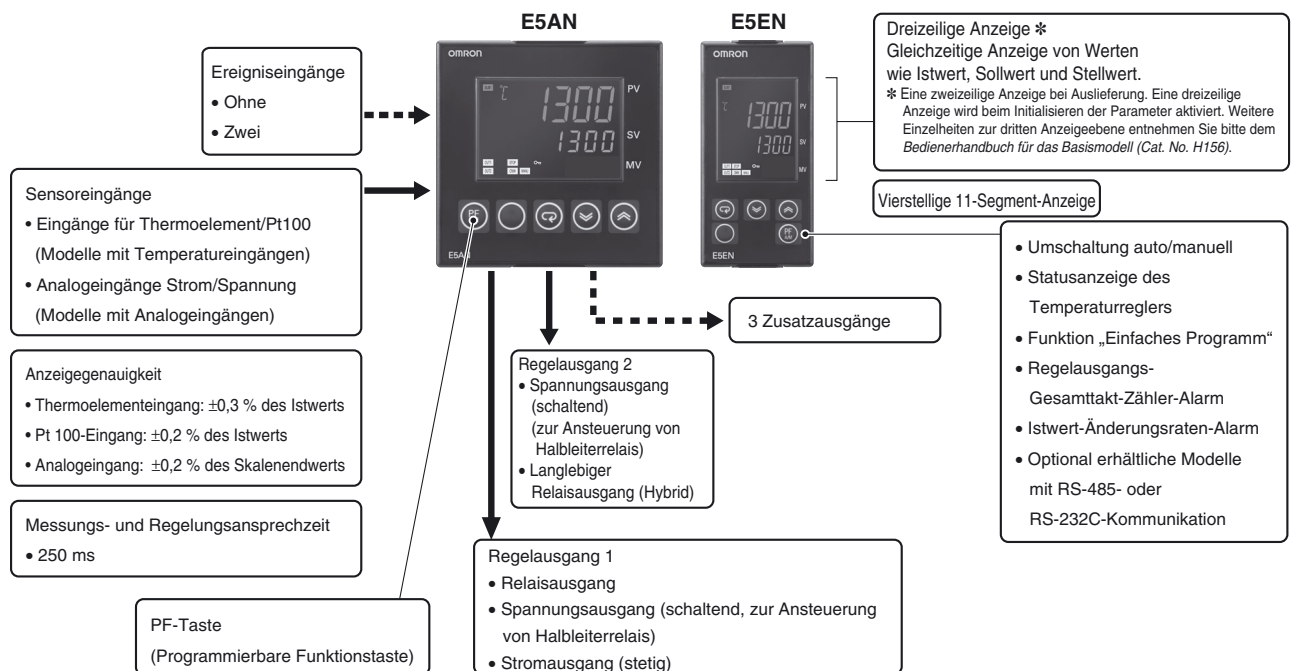 E5AN
E5EN
Ereigniseingänge
• Ohne
• Zwei
Sensoreingänge
• Eingänge für Thermoelement/Pt100
(Modelle mit Temperatureingängen)
• Analogeingänge Strom/Spannung
(Modelle mit Analogeingängen)
Anzeigegenauigkeit
• Thermoelementeingang: ±0,3 % des Istwerts
• Pt 100-Eingang: ±0,2 % des Istwerts
• Analogeingang: ±0,2 % des Skalenendwerts
Messungs- und Regelungsansprechzeit
• 250 ms
PF-Taste
(Programmierbare Funktionstaste)
OMRON
℃ 1300 PV
1300 SV
MV
PF
E5AN
OMRON
℃ 1300 PV
1300 SV
MV
PF
E5EN
Dreizeilige Anzeige ✻
Gleichzeitige Anzeige von Werten
wie Istwert, Sollwert und Stellwert.
✻ Eine zweizeilige Anzeige bei Auslieferung. Eine dreizeilige
Anzeige wird beim Initialisieren der Parameter aktiviert. Weitere
Einzelheiten zur dritten Anzeigeebene entnehmen Sie bitte dem
Bedienerhandbuch für das Basismodell (Cat. No. H156).
Vierstellige 11-Segment-Anzeige
• Umschaltung auto/manuell
• Statusanzeige des
Temperaturreglers
• Funktion „Einfaches Programm“
• Regelausgangs-
Gesamttakt-Zähler-Alarm
• Istwert-Änderungsraten-Alarm
• Optional erhältliche Modelle
mit RS-485- oder
RS-232C-Kommunikation
3 Zusatzausgänge
Regelausgang 2
• Spannungsausgang
(schaltend)
(zur Ansteuerung von
Halbleiterrelais)
• Langlebiger
Relaisausgang (Hybrid)
Regelausgang 1
• Relaisausgang
• Spannungsausgang (schaltend, zur Ansteuerung
von Halbleiterrelais)
• Stromausgang (stetig)